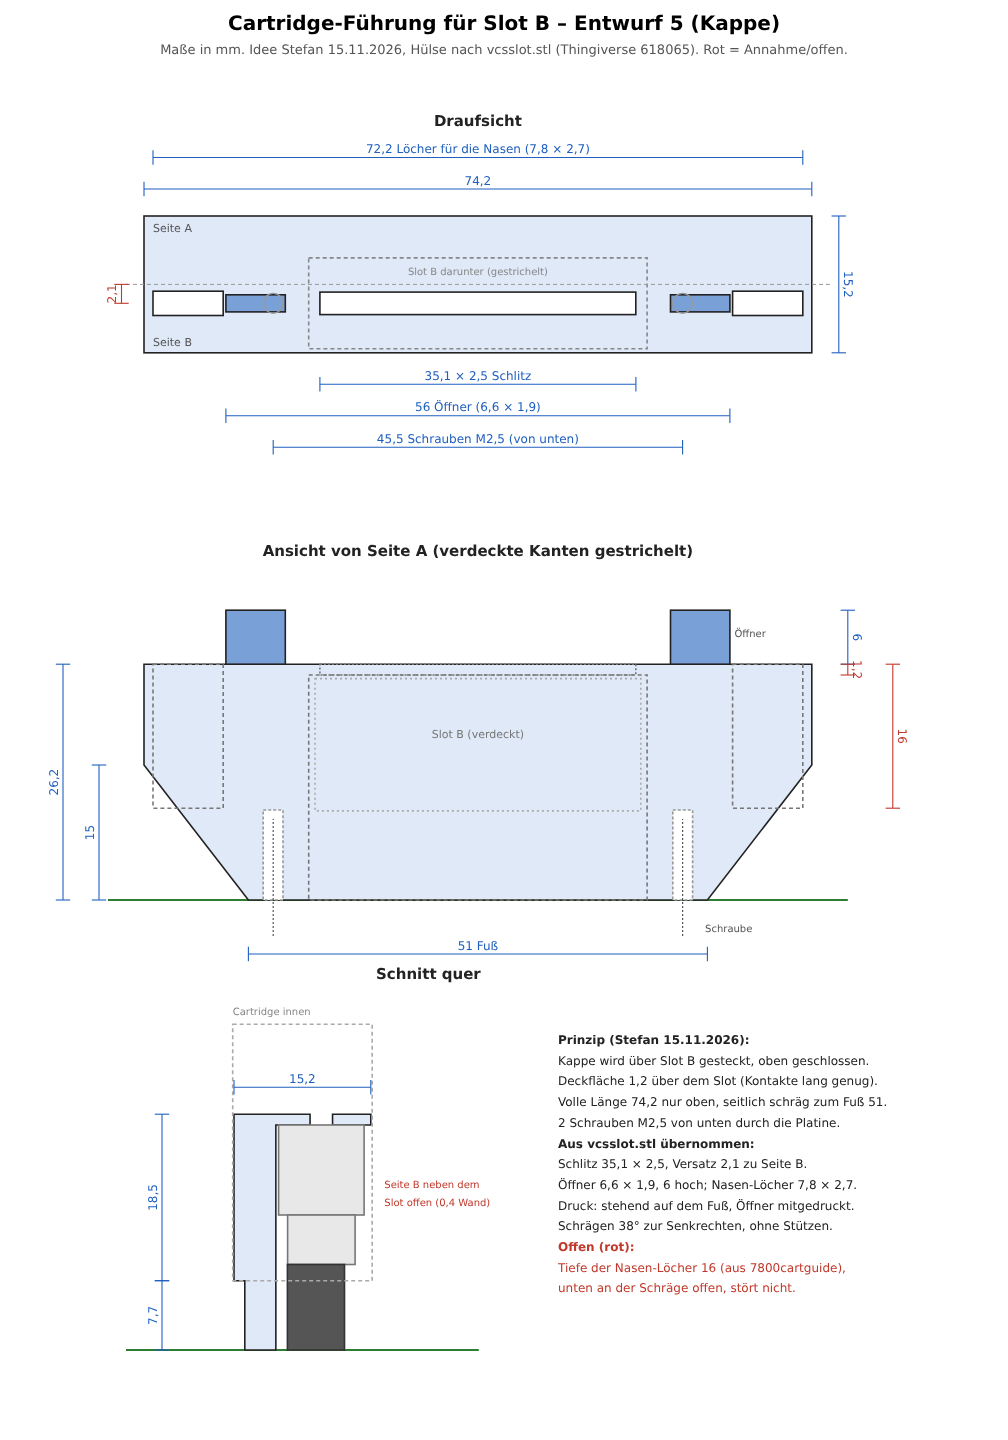 Cartridge-Führung für Slot B – Entwurf 5 (Kappe)
Maße in mm. Idee Stefan 15.11.2026, Hülse nach vcsslot.stl (Thingiverse 618065). Rot = Annahme/offen.
Draufsicht
72,2 Löcher für die Nasen (7,8 × 2,7)
74,2
Seite A
Slot B darunter (gestrichelt)
2,1
15,2
Seite B
35,1 × 2,5 Schlitz
56 Öffner (6,6 × 1,9)
45,5 Schrauben M2,5 (von unten)
Ansicht von Seite A (verdeckte Kanten gestrichelt)
Öffner
6
1,2
16
Slot B (verdeckt)
26,2
15
Schraube
51 Fuß
Schnitt quer
Cartridge innen
15,2
18,5
7,7
Seite B neben dem
Slot offen (0,4 Wand)
Prinzip (Stefan 15.11.2026):
Kappe wird über Slot B gesteckt, oben geschlossen.
Deckfläche 1,2 über dem Slot (Kontakte lang genug).
Volle Länge 74,2 nur oben, seitlich schräg zum Fuß 51.
2 Schrauben M2,5 von unten durch die Platine.
Aus vcsslot.stl übernommen:
Schlitz 35,1 × 2,5, Versatz 2,1 zu Seite B.
Öffner 6,6 × 1,9, 6 hoch; Nasen-Löcher 7,8 × 2,7.
Druck: stehend auf dem Fuß, Öffner mitgedruckt.
Schrägen 38° zur Senkrechten, ohne Stützen.
Offen (rot):
Tiefe der Nasen-Löcher 16 (aus 7800cartguide),
unten an der Schräge offen, stört nicht.